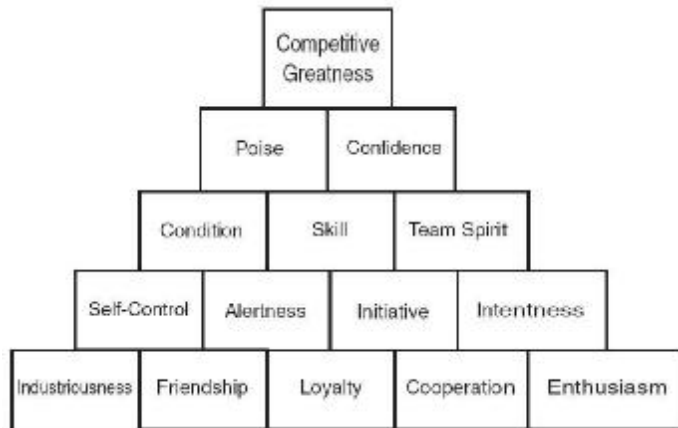 Competitive
Greatness
Poise Confidence
Condition Skill Team Spirit
Self-Control Alertness Initiative Intentness
Industriousness Friendship Loyalty Cooperation Enthusiasm